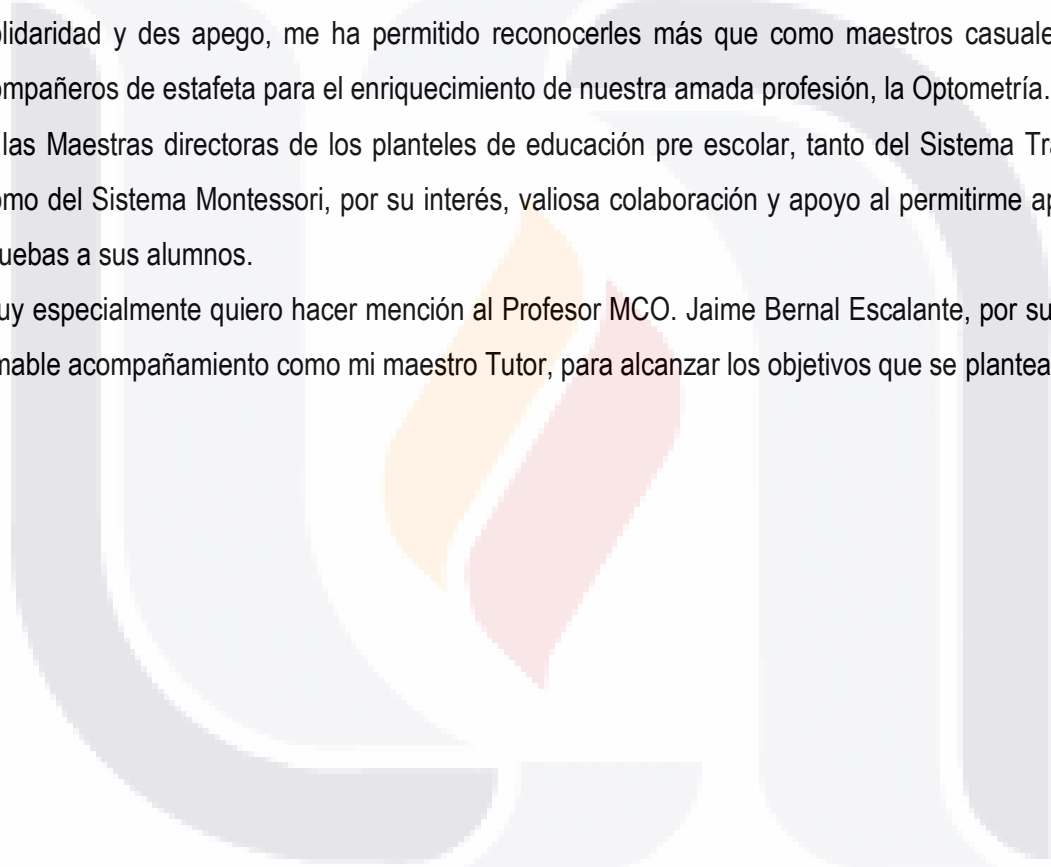 lidaridad y des apego, me ha permitido reconocerles más que como maestros casuale
mpañeros de estafeta para el enriquecimiento de nuestra amada profesión, la Optometría.
las Maestras directoras de los planteles de educación pre escolar, tanto del Sistema Tra
omo del Sistema Montessori, por su interés, valiosa colaboración y apoyo al permitirme ap
uebas a sus alumnos.
uy especialmente quiero hacer mención al Profesor MCO. Jaime Bernal Escalante, por su
mable acompañamiento como mi maestro Tutor, para alcanzar los objetivos que se plantea